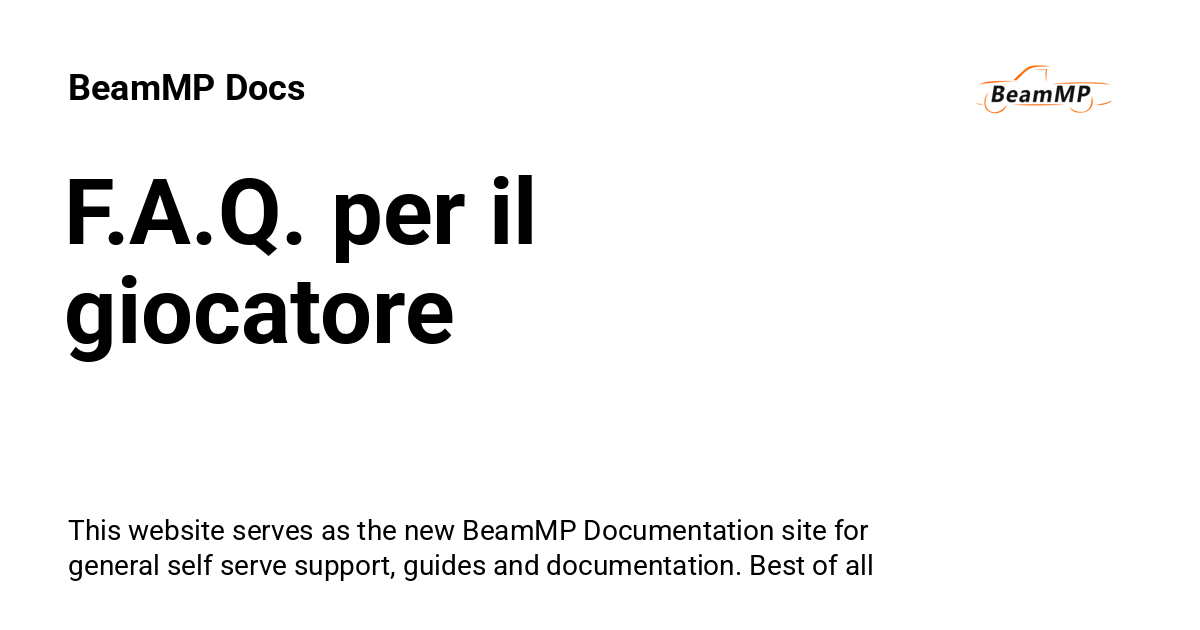 BeamMP Docs
BeamMP
F.A.Q. per il
giocatore
This website serves as the new BeamMP Documentation site for
general self serve support, guides and documentation. Best of all